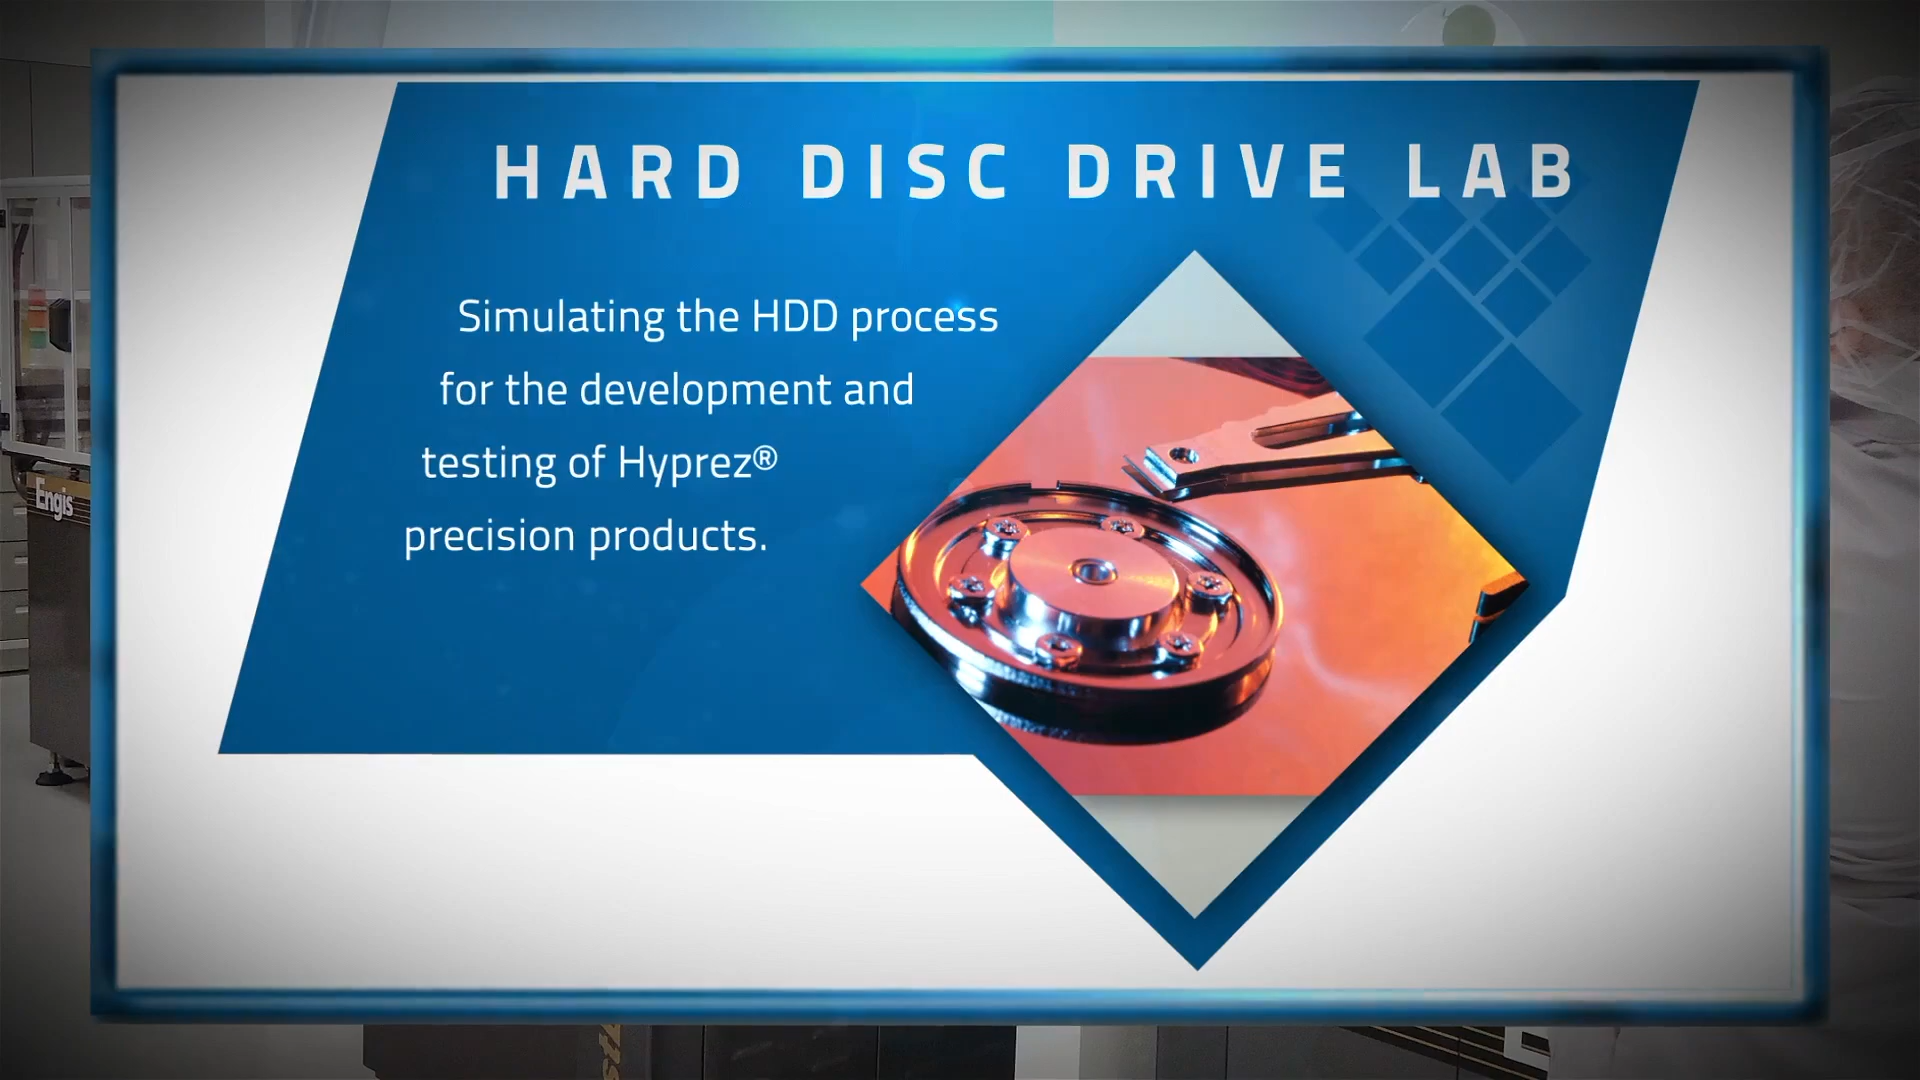 HARD DISC DRIVE LAB
Simulating the HDD process
for the development and
testing of Hyprez®
precision products.
Engis